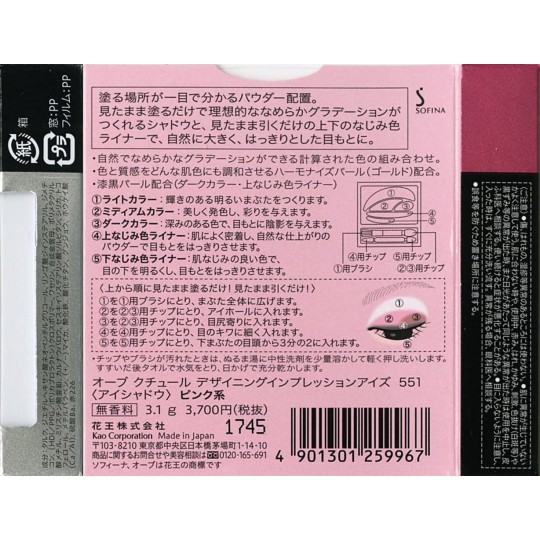 塗る場所が一目で分かるパウダー配置。
見たまま塗るだけで理想的ななめらかグラデーションが
つくれるシャドウと、見たまま引くだけの上下のなじみ色
ライナーで、自然に大きく、はっきりとした目もとに。
S
SOFINA
・自然でなめらかなグラデーションができる計算された色の組み合わせ。
色と質感をどんな肌色にも調和させるハーモナイズパール(ゴールド)配合。
・漆黒パール配合(ダークカラー・上なじみ色ライナー)
①ライトカラー:輝きのある明るいまぶたをつくります。
②ミディアムカラー:美しく発色し、彩りを与えます。
③ダークカラー:深みのある色で、目もとに陰影を与えます。
④上なじみ色ライナー:肌によく密着し、自然な仕上がりの
パウダーで目もとをはっきりさせます。
⑤下なじみ色ライナー:肌なじみの良い色で、
目の下を明るくし、目もとをはっきりさせます。
① ② ③ ④ ⑤
④⑤用チップ
①用ブラシ ②③用チップ
〈上から順に見たまま塗るだけ!見たまま引くだけ!〉
①を①用ブラシにとり、まぶた全体に広げます。
②を②③用チップにとり、アイホールに入れます。
③を②③用チップにとり、目尻寄りに入れます。
④を④⑤用チップにとり、目のキワに細く入れます。
⑤を④⑤用チップにとり、下まぶたの目頭から3分の2に入れます。
① ② ③ ④ ⑤
・チップやブラシが汚れたときは、ぬるま湯に中性洗剤を少量溶かして軽く押し洗いし、
すすいだ後タオルで水気をとり、日かげで充分乾かします。
オーブ クチュール デザイニングインプレッションアイズ 551
〈アイシャドウ〉 ピンク系
無香料 3.1g 3,700円(税抜)
花王株式会社 1745
Kao Corporation Made in Japan
〒103-8210 東京都中央区日本橋茅場町1-14-10
商品に関するお問合せや美容相談は ☎0120-165-691
ソフィーナ、オーブは花王の商標です
4 901301 259967
箱
紙
窓:PP
フィルム:PP
プラ